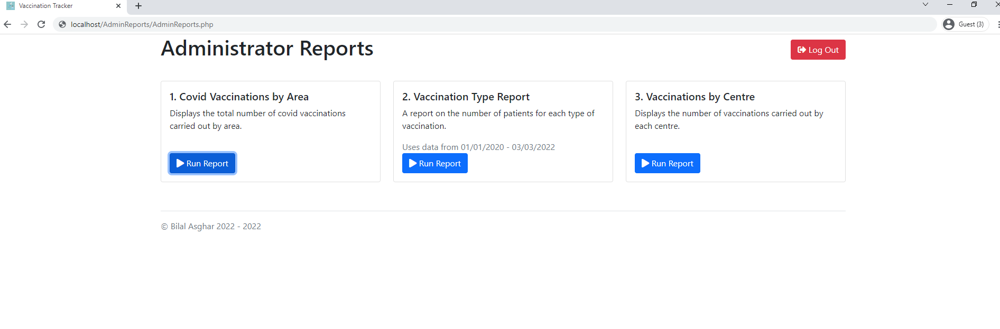 Vaccination Tracker
localhost/AdminReports/AdminReports.php
Guest (3)
Administrator Reports
Log Out
1. Covid Vaccinations by Area
Displays the total number of covid vaccinations
carried out by area.
Run Report
2. Vaccination Type Report
A report on the number of patients for each type of
vaccination.
Uses data from 01/01/2020 - 03/03/2022
Run Report
3. Vaccinations by Centre
Displays the number of vaccinations carried out by
each centre.
Run Report
© Bilal Asghar 2022 - 2022